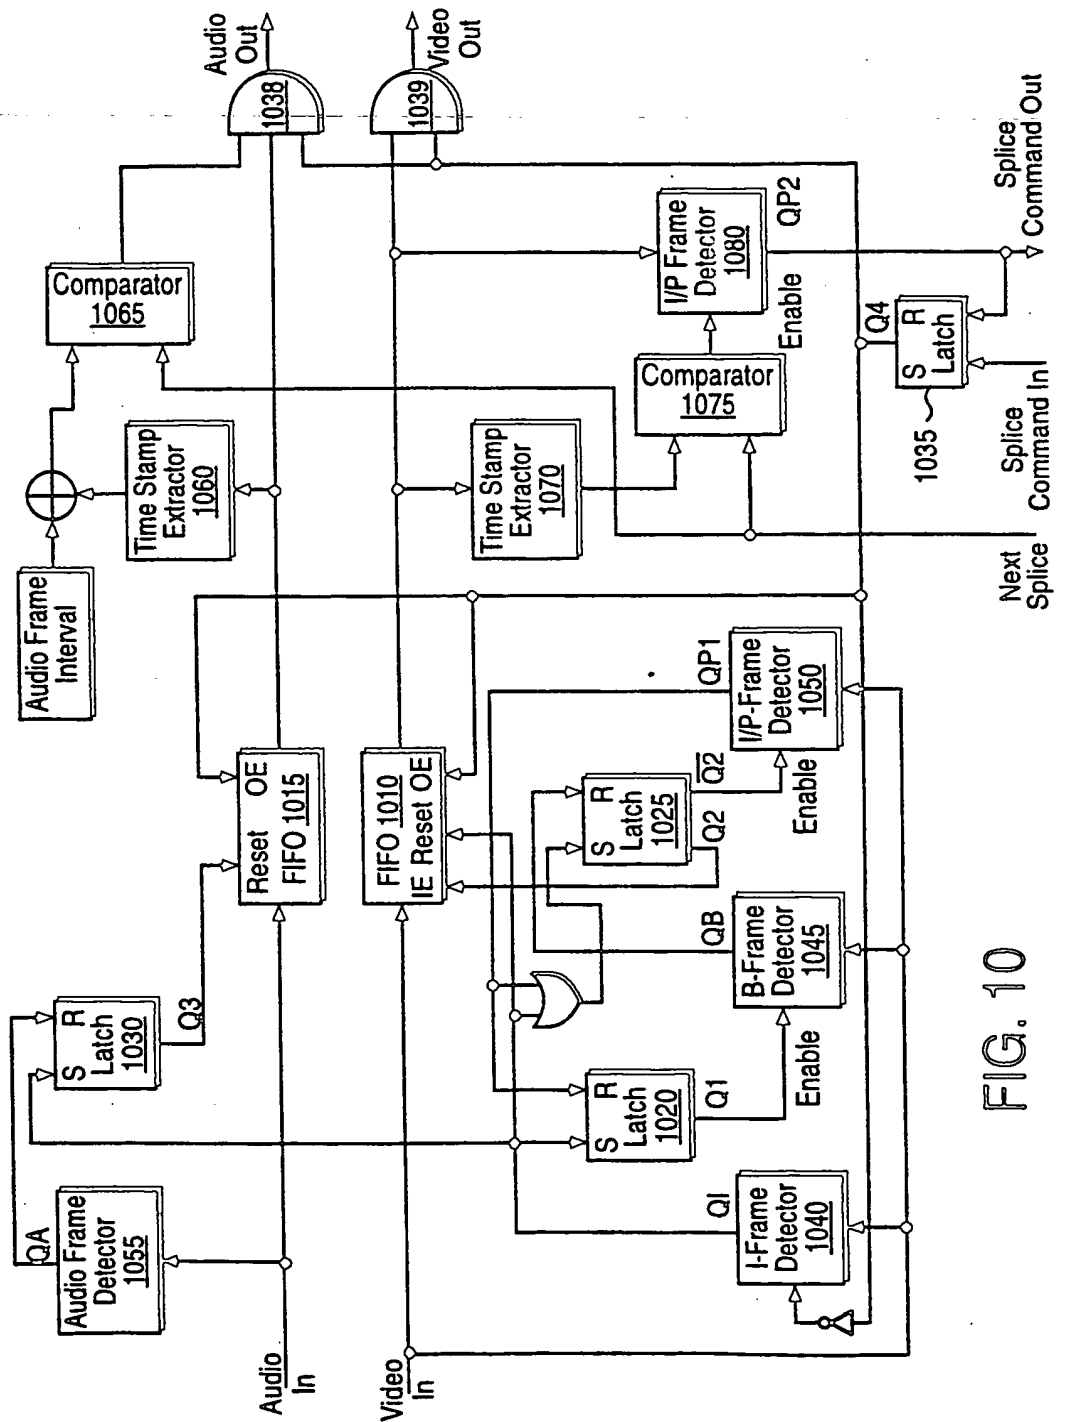 Audio Frame
Detector
1055
QA
S R
Latch
1030
Q3
Audio Frame
Interval
Time Stamp
Extractor
1060
Comparator
1065
Audio
In
Reset OE
FIFO 1015
1038
Audio
Out
Video
In
FIFO 1010
IE Reset OE
1039
Video
Out
Time Stamp
Extractor
1070
S R
Latch
1020
Q1
S R
Latch
1025
Q2
Q2
Comparator
1075
I/P Frame
Detector
1080
QP2
Enable
I-Frame
Detector
1040
QI
B-Frame
Detector
1045
QB
Enable
I/P-Frame
Detector
1050
QP1
Enable
S R
Latch
Q4
1035
Next
Splice
Splice
Command In
Splice
Command Out
FIG. 10